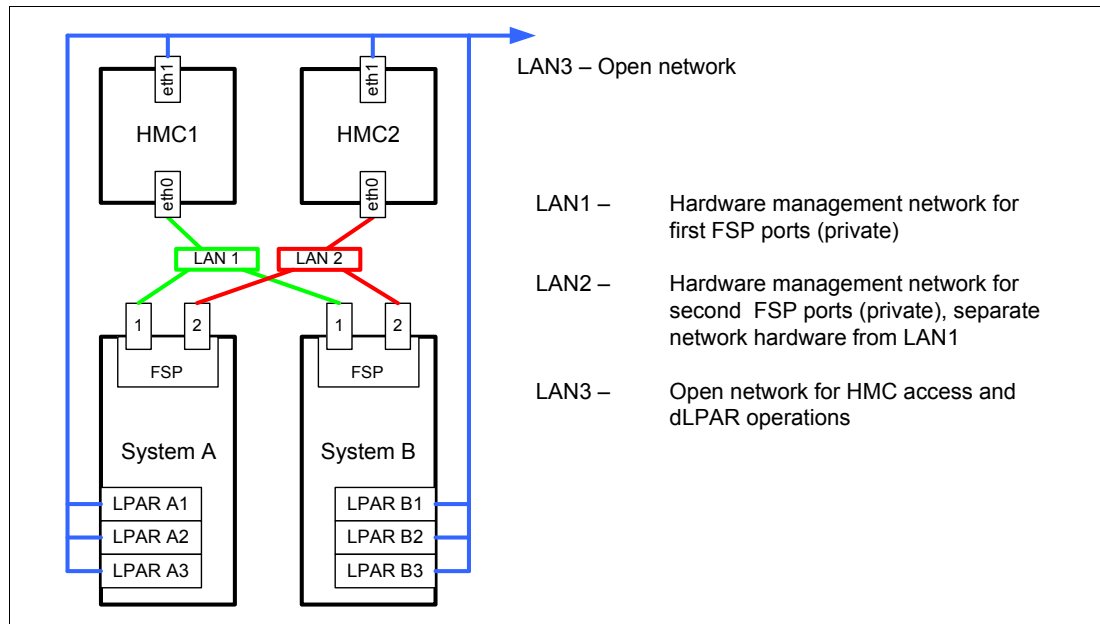 eth1
eth1
LAN3 – Open network
HMC1
HMC2
eth0
eth0
LAN 1
LAN 2
LAN1 – Hardware management network for
first FSP ports (private)
LAN2 – Hardware management network for
second FSP ports (private), separate
network hardware from LAN1
LAN3 – Open network for HMC access and
dLPAR operations
1
2
1
2
FSP
FSP
System A
System B
LPAR A1
LPAR A2
LPAR A3
LPAR B1
LPAR B2
LPAR B3